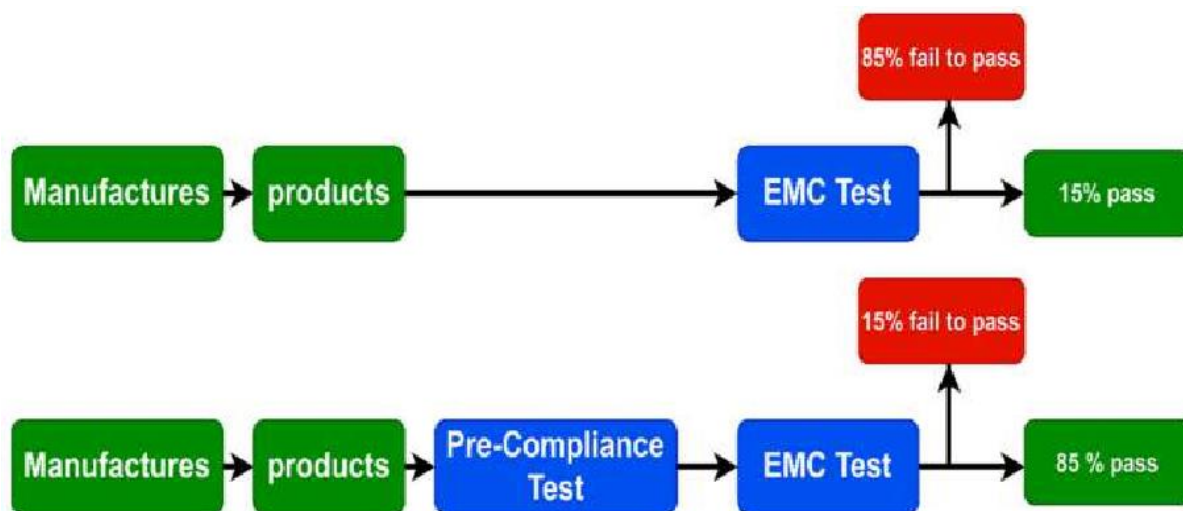 85% fail to pass
Manufactures
products
EMC Test
15% pass
15% fail to pass
Manufactures
products
Pre-Compliance
Test
EMC Test
85 % pass